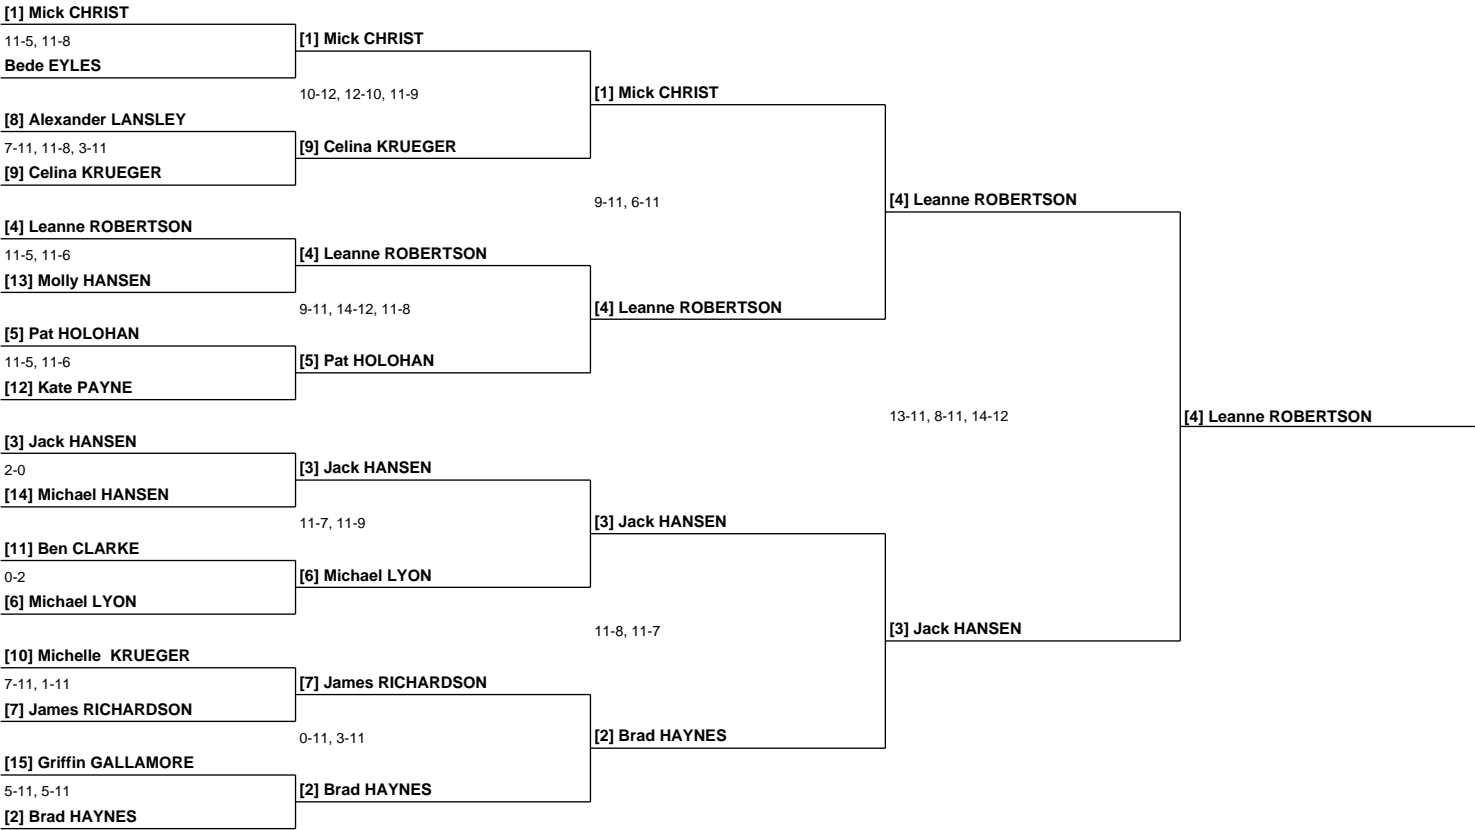 [1] Mick CHRIST
11-5, 11-8
Bede EYLES
[8] Alexander LANSLEY
7-11, 11-8, 3-11
[9] Celina KRUEGER
[4] Leanne ROBERTSON
11-5, 11-6
[13] Molly HANSEN
[5] Pat HOLOHAN
11-5, 11-6
[12] Kate PAYNE
[3] Jack HANSEN
2-0
[14] Michael HANSEN
[11] Ben CLARKE
0-2
[6] Michael LYON
[10] Michelle  KRUEGER
7-11, 1-11
[7] James RICHARDSON
[15] Griffin GALLAMORE
5-11, 5-11
[2] Brad HAYNES
[1] Mick CHRIST
10-12, 12-10, 11-9
[9] Celina KRUEGER
[4] Leanne ROBERTSON
9-11, 14-12, 11-8
[5] Pat HOLOHAN
[3] Jack HANSEN
11-7, 11-9
[6] Michael LYON
[7] James RICHARDSON
0-11, 3-11
[2] Brad HAYNES
[1] Mick CHRIST
9-11, 6-11
[4] Leanne ROBERTSON
[3] Jack HANSEN
11-8, 11-7
[2] Brad HAYNES
[4] Leanne ROBERTSON
13-11, 8-11, 14-12
[3] Jack HANSEN
[4] Leanne ROBERTSON